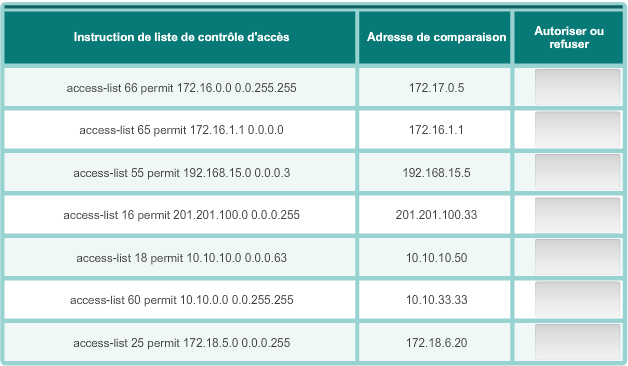 Instruction de liste de contrôle d'accès Adresse de comparaison Autoriser ou
refuser
access-list 66 permit 172.16.0.0 0.0.255.255 172.17.0.5
access-list 65 permit 172.16.1.1 0.0.0.0 172.16.1.1
access-list 55 permit 192.168.15.0 0.0.0.3 192.168.15.5
access-list 16 permit 201.201.100.0 0.0.0.255 201.201.100.33
access-list 18 permit 10.10.10.0 0.0.0.63 10.10.10.50
access-list 60 permit 10.10.0.0 0.0.255.255 10.10.33.33
access-list 25 permit 172.18.5.0 0.0.0.255 172.18.6.20